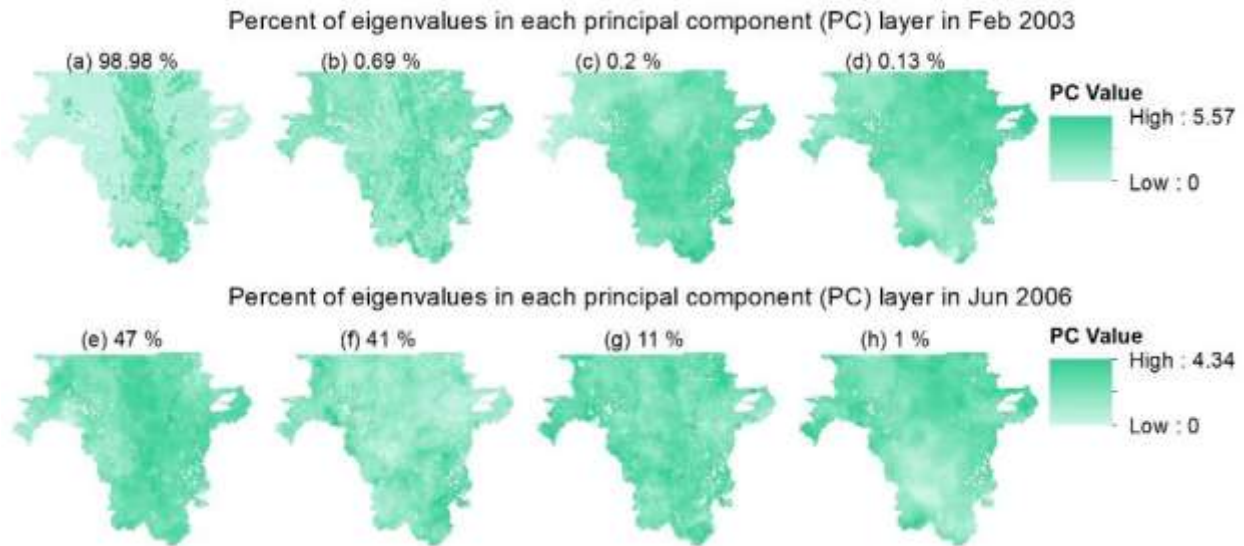 Percent of eigenvalues in each principal component (PC) layer in Feb 2003
(a) 98.98 % (b) 0.69 % (c) 0.2 % (d) 0.13 %
PC Value
High : 5.57
Low : 0
Percent of eigenvalues in each principal component (PC) layer in Jun 2006
(e) 47 % (f) 41 % (g) 11 % (h) 1 %
PC Value
High : 4.34
Low : 0